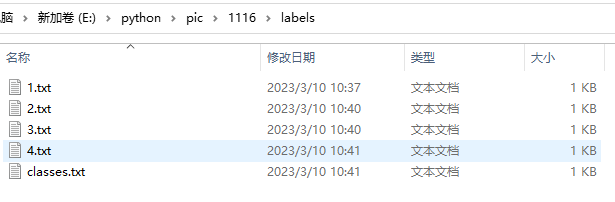 脑 > 新加卷 (E:) > python > pic > 1116 > labels
名称 修改日期 类型 大小
1.txt 2023/3/10 10:37 文本文档 1 KB
2.txt 2023/3/10 10:40 文本文档 1 KB
3.txt 2023/3/10 10:40 文本文档 1 KB
4.txt 2023/3/10 10:41 文本文档 1 KB
classes.txt 2023/3/10 10:41 文本文档 1 KB